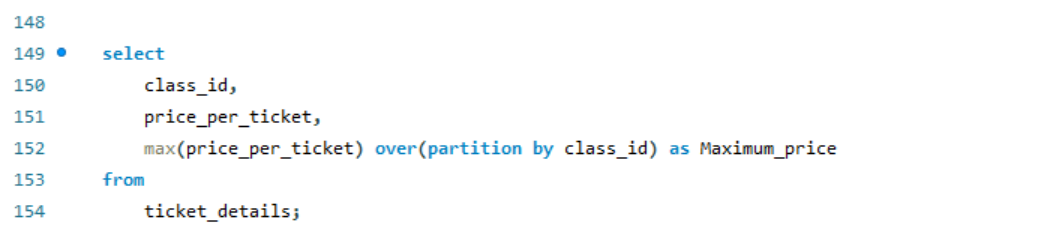 148
149 select
150 class_id,
151 price_per_ticket,
152 max(price_per_ticket) over(partition by class_id) as Maximum_price
153 from
154 ticket_details;